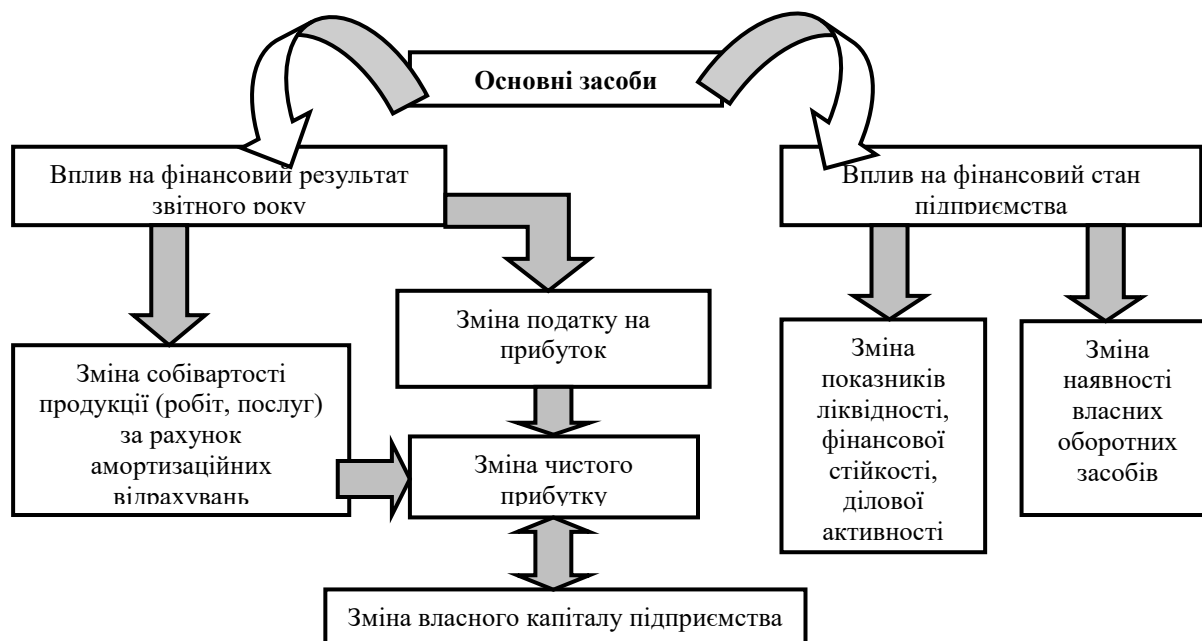 Основні засоби
Вплив на фінансовий результат
звітного року
Вплив на фінансовий стан
підприємства
Зміна податку на
прибуток
Зміна собівартості
продукції (робіт, послуг)
за рахунок
амортизаційних
відрахувань
Зміна чистого
прибутку
Зміна
показників
ліквідності,
фінансової
стійкості,
ділової
активності
Зміна
наявності
власних
оборотних
засобів
Зміна власного капіталу підприємства